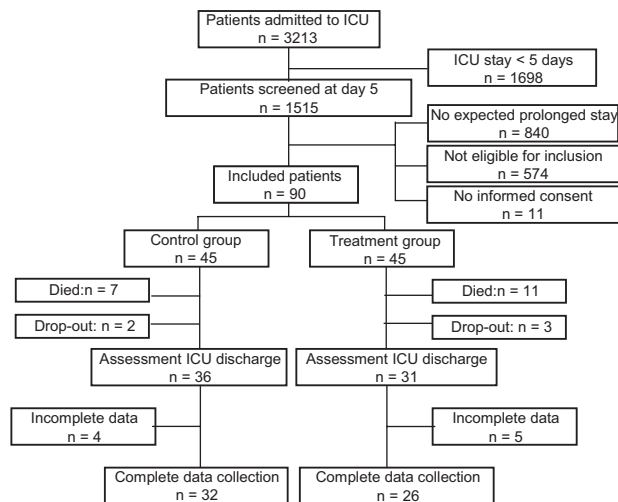 Patients admitted to ICU
n = 3213
ICU stay < 5 days
n = 1698
Patients screened at day 5
n = 1515
No expected prolonged stay
n = 840
Not eligible for inclusion
n = 574
No informed consent
n = 11
Included patients
n = 90
Control group
n = 45
Treatment group
n = 45
Died:n = 7
Died:n = 11
Drop-out: n = 2
Drop-out: n = 3
Assessment ICU discharge
n = 36
Assessment ICU discharge
n = 31
Incomplete data
n = 4
Incomplete data
n = 5
Complete data collection
n = 32
Complete data collection
n = 26